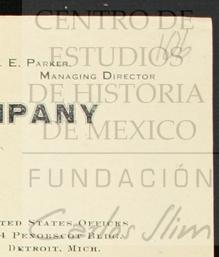 CENTRO DE
ESTUDIOS
DE HISTORIA
DE MEXICO
FUNDACIÓN
Carlos Slim
. E. PARKER,
MANAGING DIRECTOR
MPANY
TED STATES OFFICES
4 PENOBSCOT BLDG.
DETROIT, MICH.